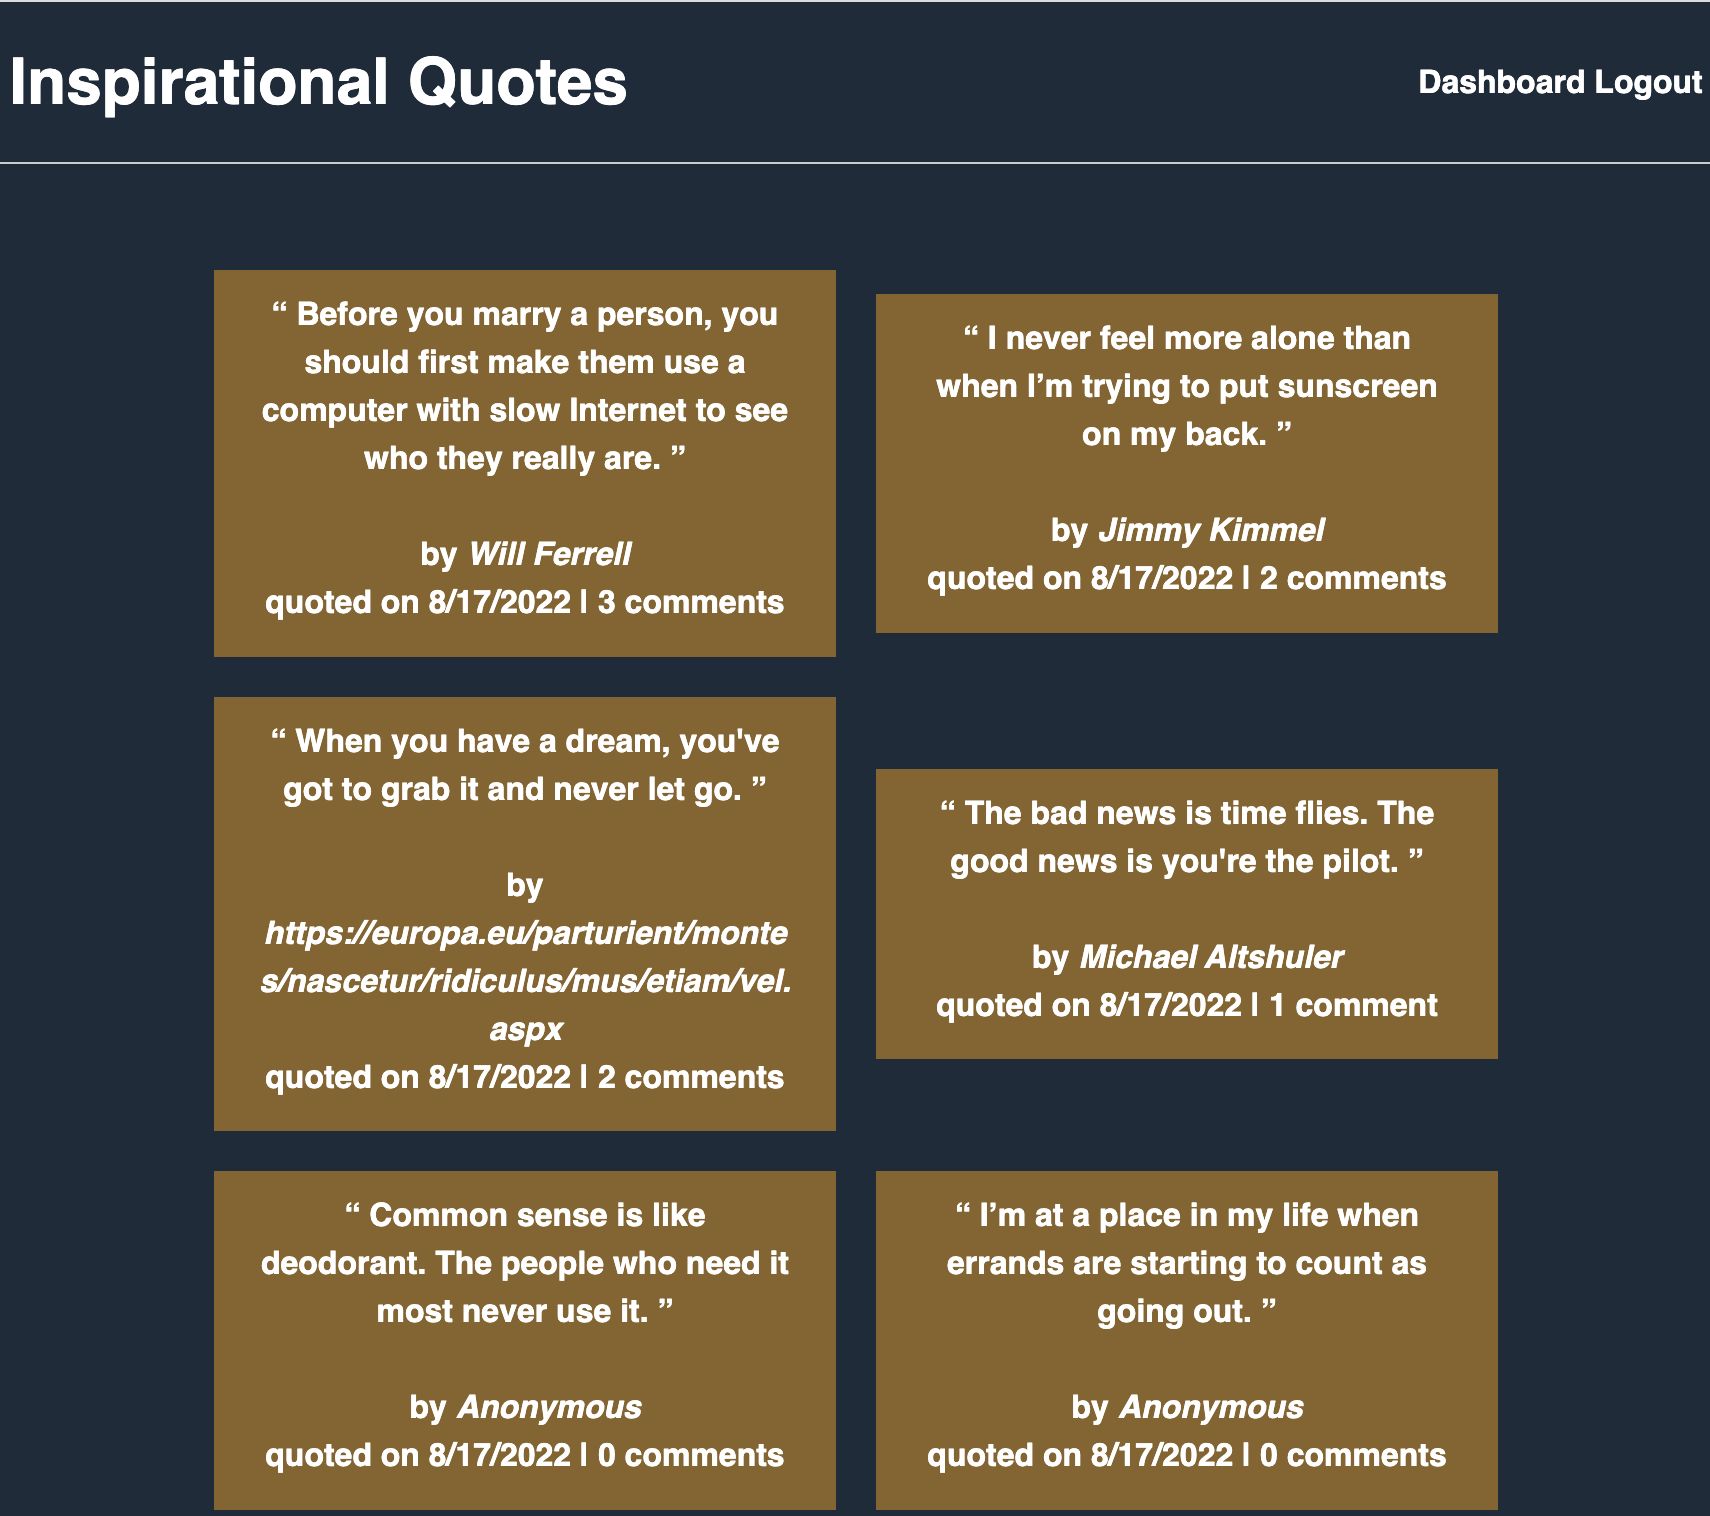 Inspirational Quotes
Dashboard Logout
“ Before you marry a person, you
should first make them use a
computer with slow Internet to see
who they really are. ”
by Will Ferrell
quoted on 8/17/2022 | 3 comments
“ I never feel more alone than
when I’m trying to put sunscreen
on my back. ”
by Jimmy Kimmel
quoted on 8/17/2022 | 2 comments
“ When you have a dream, you've
got to grab it and never let go. ”
by
https://europa.eu/parturient/monte
s/nascetur/ridiculus/mus/etiam/vel.
aspx
quoted on 8/17/2022 | 2 comments
“ The bad news is time flies. The
good news is you're the pilot. ”
by Michael Altshuler
quoted on 8/17/2022 | 1 comment
“ Common sense is like
deodorant. The people who need it
most never use it. ”
by Anonymous
quoted on 8/17/2022 | 0 comments
“ I’m at a place in my life when
errands are starting to count as
going out. ”
by Anonymous
quoted on 8/17/2022 | 0 comments